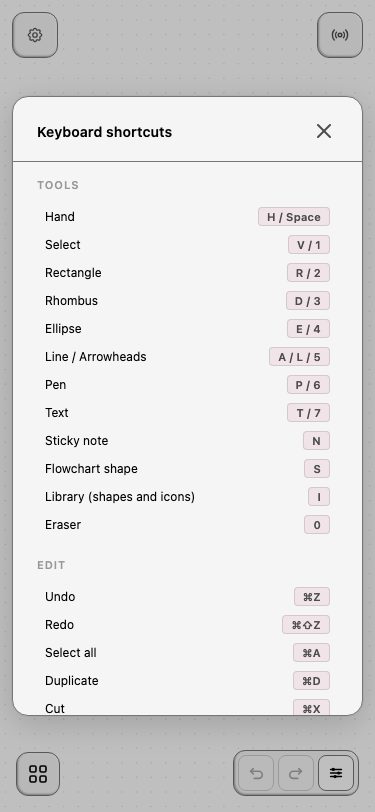 Keyboard shortcuts
TOOLS
Hand H / Space
Select V / 1
Rectangle R / 2
Rhombus D / 3
Ellipse E / 4
Line / Arrowheads A / L / 5
Pen P / 6
Text T / 7
Sticky note N
Flowchart shape S
Library (shapes and icons) I
Eraser 0
EDIT
Undo ⌘Z
Redo ⌘⇧Z
Select all ⌘A
Duplicate ⌘D
Cut ⌘X